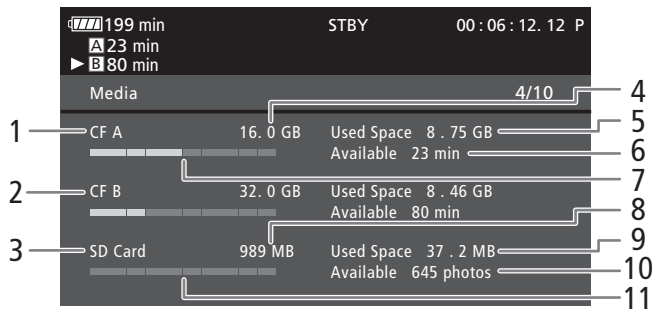 199 min STBY 00 : 06 : 12. 12 P
A 23 min
B 80 min
Media 4/10 4
1 CF A 16. 0 GB Used Space 8 . 75 GB 5
Available 23 min 6
7
2 CF B 32. 0 GB Used Space 8 . 46 GB
Available 80 min 8
3 SD Card 989 MB Used Space 37 . 2 MB 9
Available 645 photos 10
11